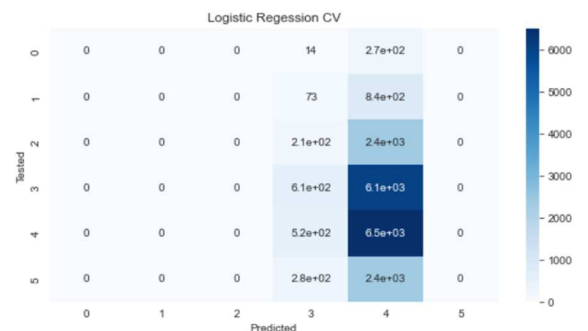 Logistic Regression CV
0 0 0 0 14 2.7e+02 0
1 0 0 0 73 8.4e+02 0
2 0 0 0 2.1e+02 2.4e+03 0
3 0 0 0 6.1e+02 6.1e+03 0
4 0 0 0 5.2e+02 6.5e+03 0
5 0 0 0 2.8e+02 2.4e+03 0
Tested
0 1 2 3 4 5
Predicted
6000
5000
4000
3000
2000
1000
0